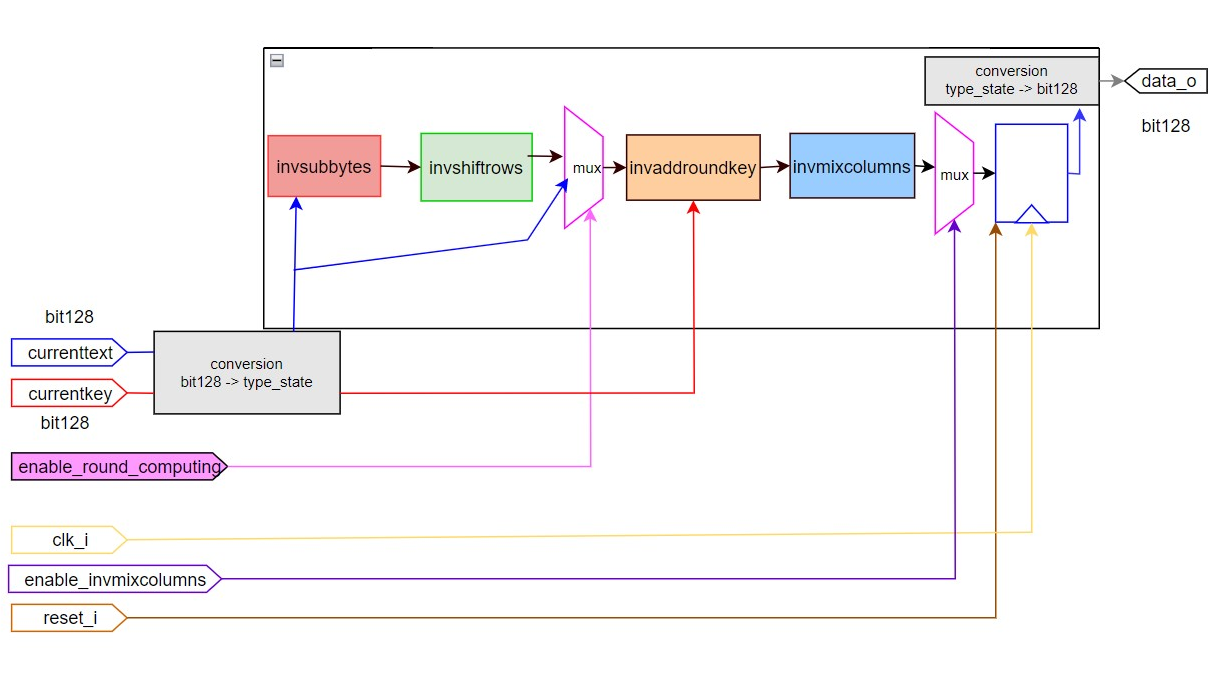 conversion
type_state -> bit128
data_o
bit128
invsubbytes
invshiftrows
mux
invaddroundkey
invmixcolumns
mux
bit128
currenttext
conversion
bit128 -> type_state
currentkey
bit128
enable_round_computing
clk_i
enable_invmixcolumns
reset_i